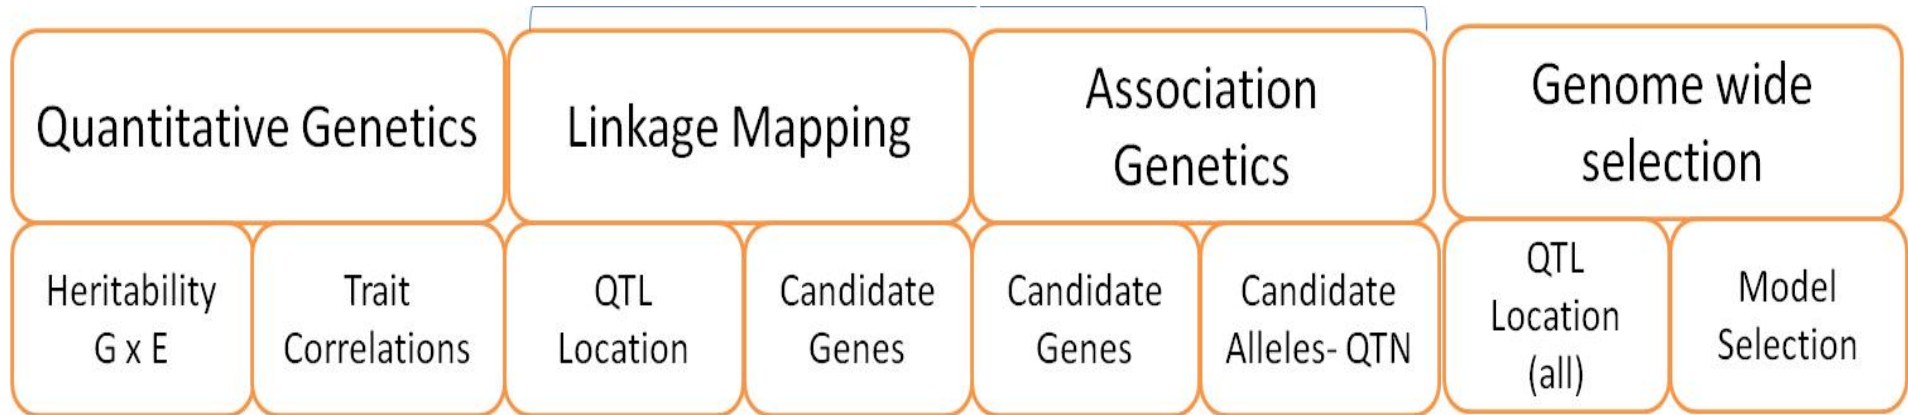 Quantitative Genetics
Linkage Mapping
Association
Genetics
Genome wide
selection
Heritability
G x E
Trait
Correlations
QTL
Location
Candidate
Genes
Candidate
Genes
Candidate
Alleles- QTN
QTL
Location
(all)
Model
Selection